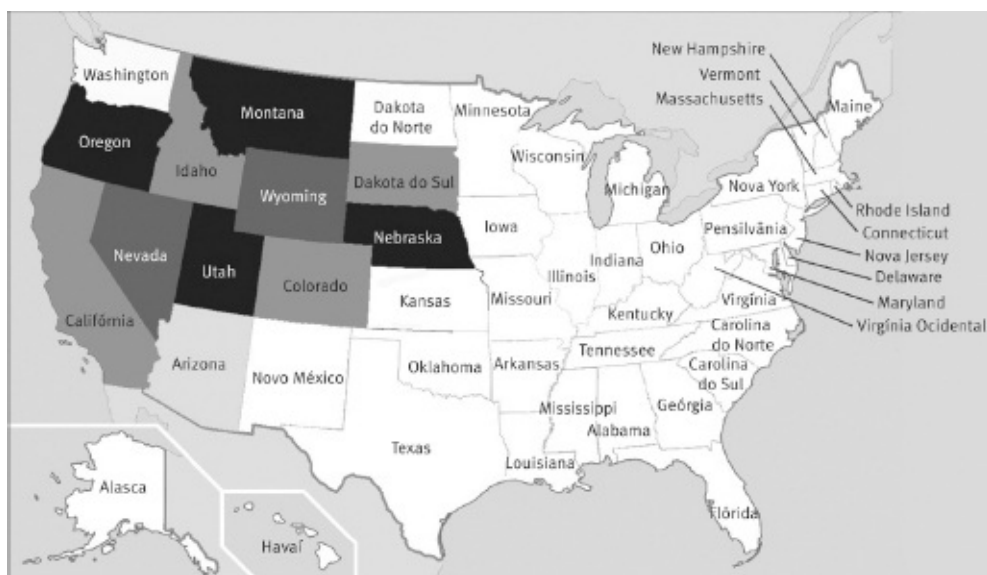 New Hampshire
Vermont
Massachusetts
Maine
Washington
Montana
Dakota
do Norte
Minnesota
Oregon
Idaho
Wyoming
Dakota do Sul
Wisconsin
Michigan
Nova York
Rhode Island
Connecticut
Nova Jersey
Delaware
Maryland
Virgínia Ocidental
Nevada
Utah
Colorado
Nebraska
Iowa
Illinois
Indiana
Ohio
Pensilvânia
Califórnia
Kansas
Missouri
Kentucky
Virgínia
Arizona
Novo México
Oklahoma
Arkansas
Tennessee
Carolina
do Norte
Carolina
do Sul
Texas
Louisiana
Mississippi
Alabama
Geórgia
Flórida
Alasca
Havaí